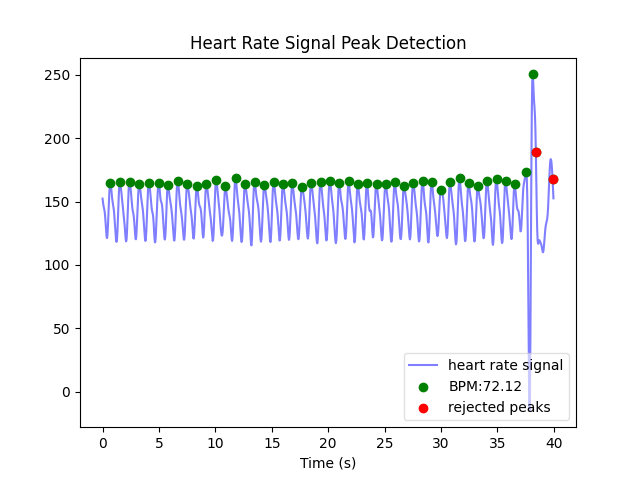 Heart Rate Signal Peak Detection
250
200
150
100
50
0
heart rate signal
BPM:72.12
rejected peaks
0 5 10 15 20 25 30 35 40
Time (s)